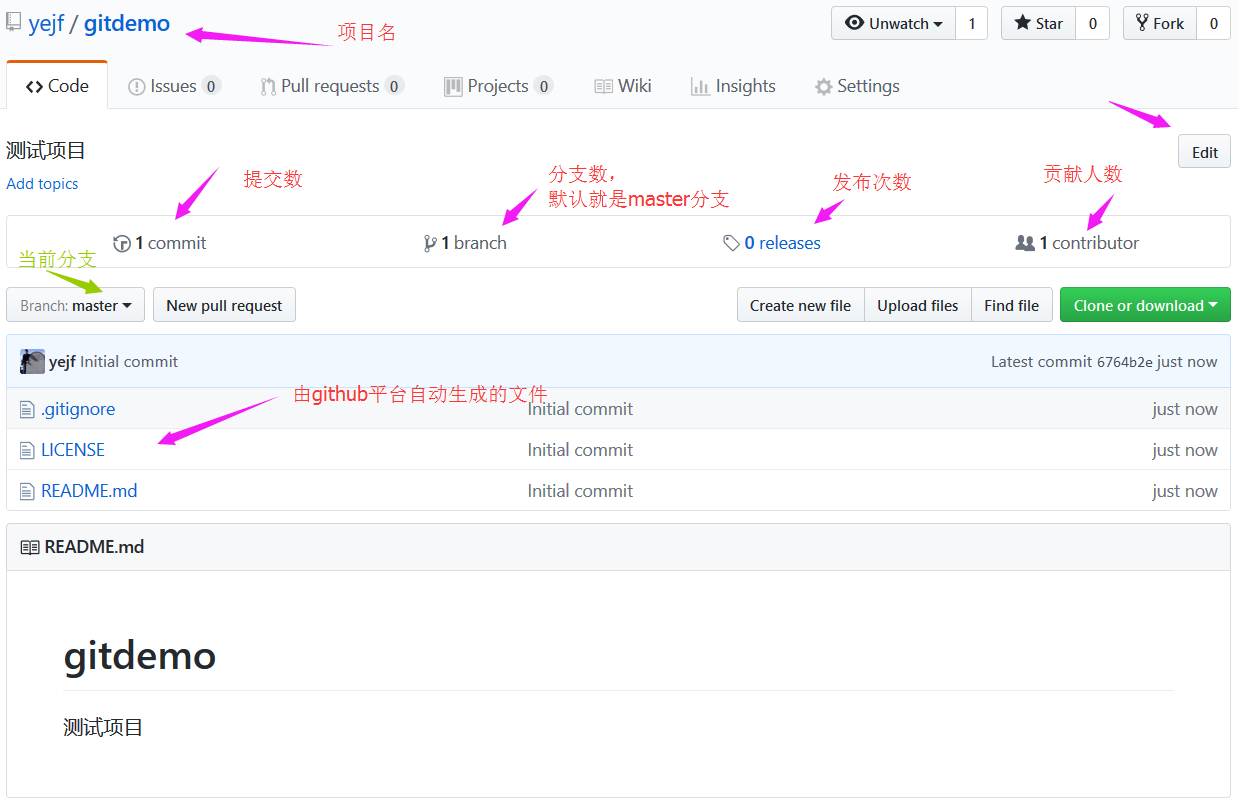 yejf / gitdemo
项目名
Unwatch 1 Star 0 Fork 0
Code Issues 0 Pull requests 0 Projects 0 Wiki Insights Settings
测试项目
Edit
Add topics
提交数
分支数，
默认就是master分支
发布次数
贡献人数
1 commit 1 branch 0 releases 1 contributor
当前分支
Branch: master New pull request Create new file Upload files Find file Clone or download
yejf Initial commit Latest commit 6764b2e just now
由github平台自动生成的文件
.gitignore Initial commit just now
LICENSE Initial commit just now
README.md Initial commit just now
README.md
gitdemo
测试项目